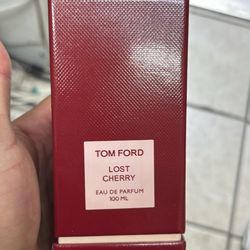 TOM FORD
LOST
CHERRY
EAU DE PARFUM
100 ML